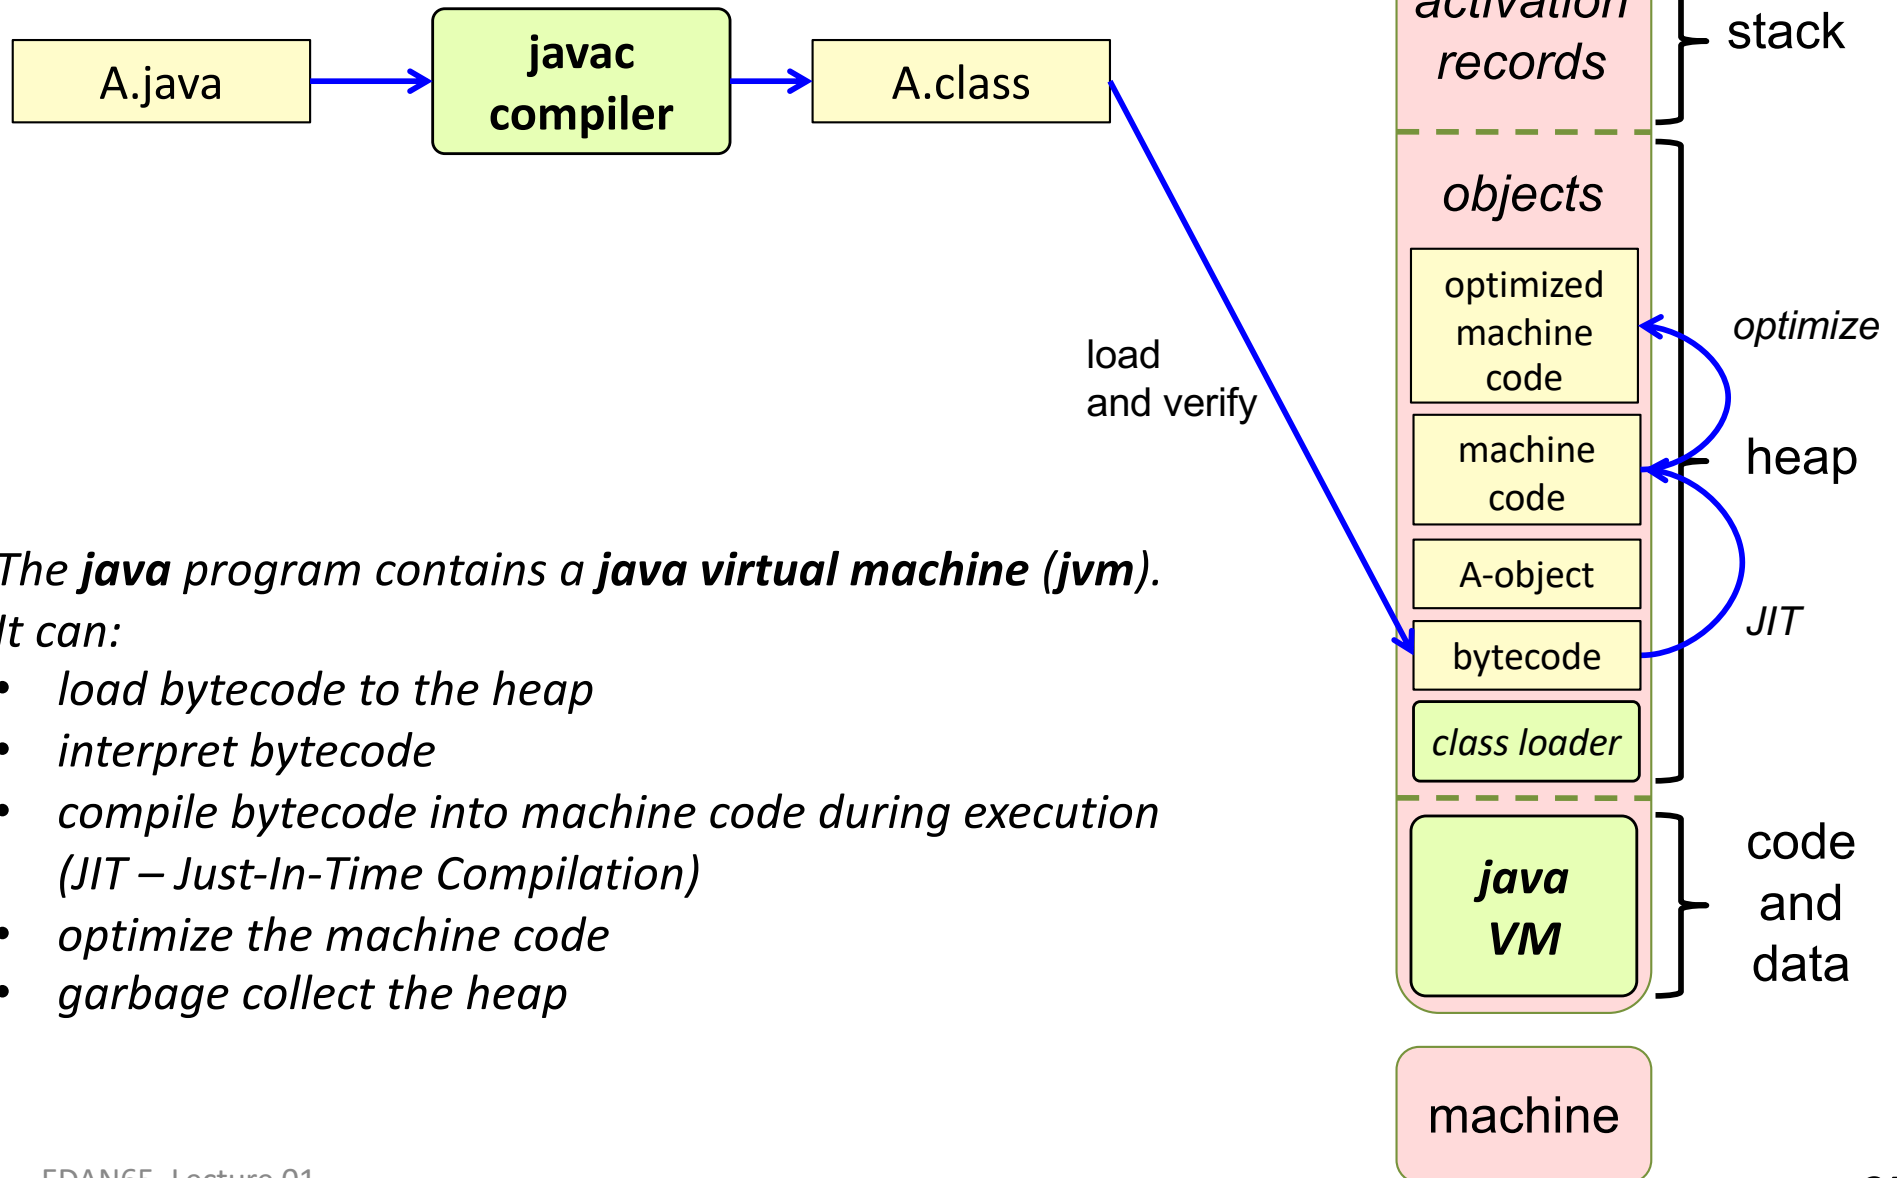 A.java
javac
compiler
A.class
activation
records
stack
objects
optimized
machine
code
optimize
load
and verify
machine
code
heap
A-object
JIT
bytecode
class loader
The java program contains a java virtual machine (jvm).
It can:
• load bytecode to the heap
• interpret bytecode
• compile bytecode into machine code during execution
(JIT – Just-In-Time Compilation)
• optimize the machine code
• garbage collect the heap
java
VM
code
and
data
machine
Lecture 01